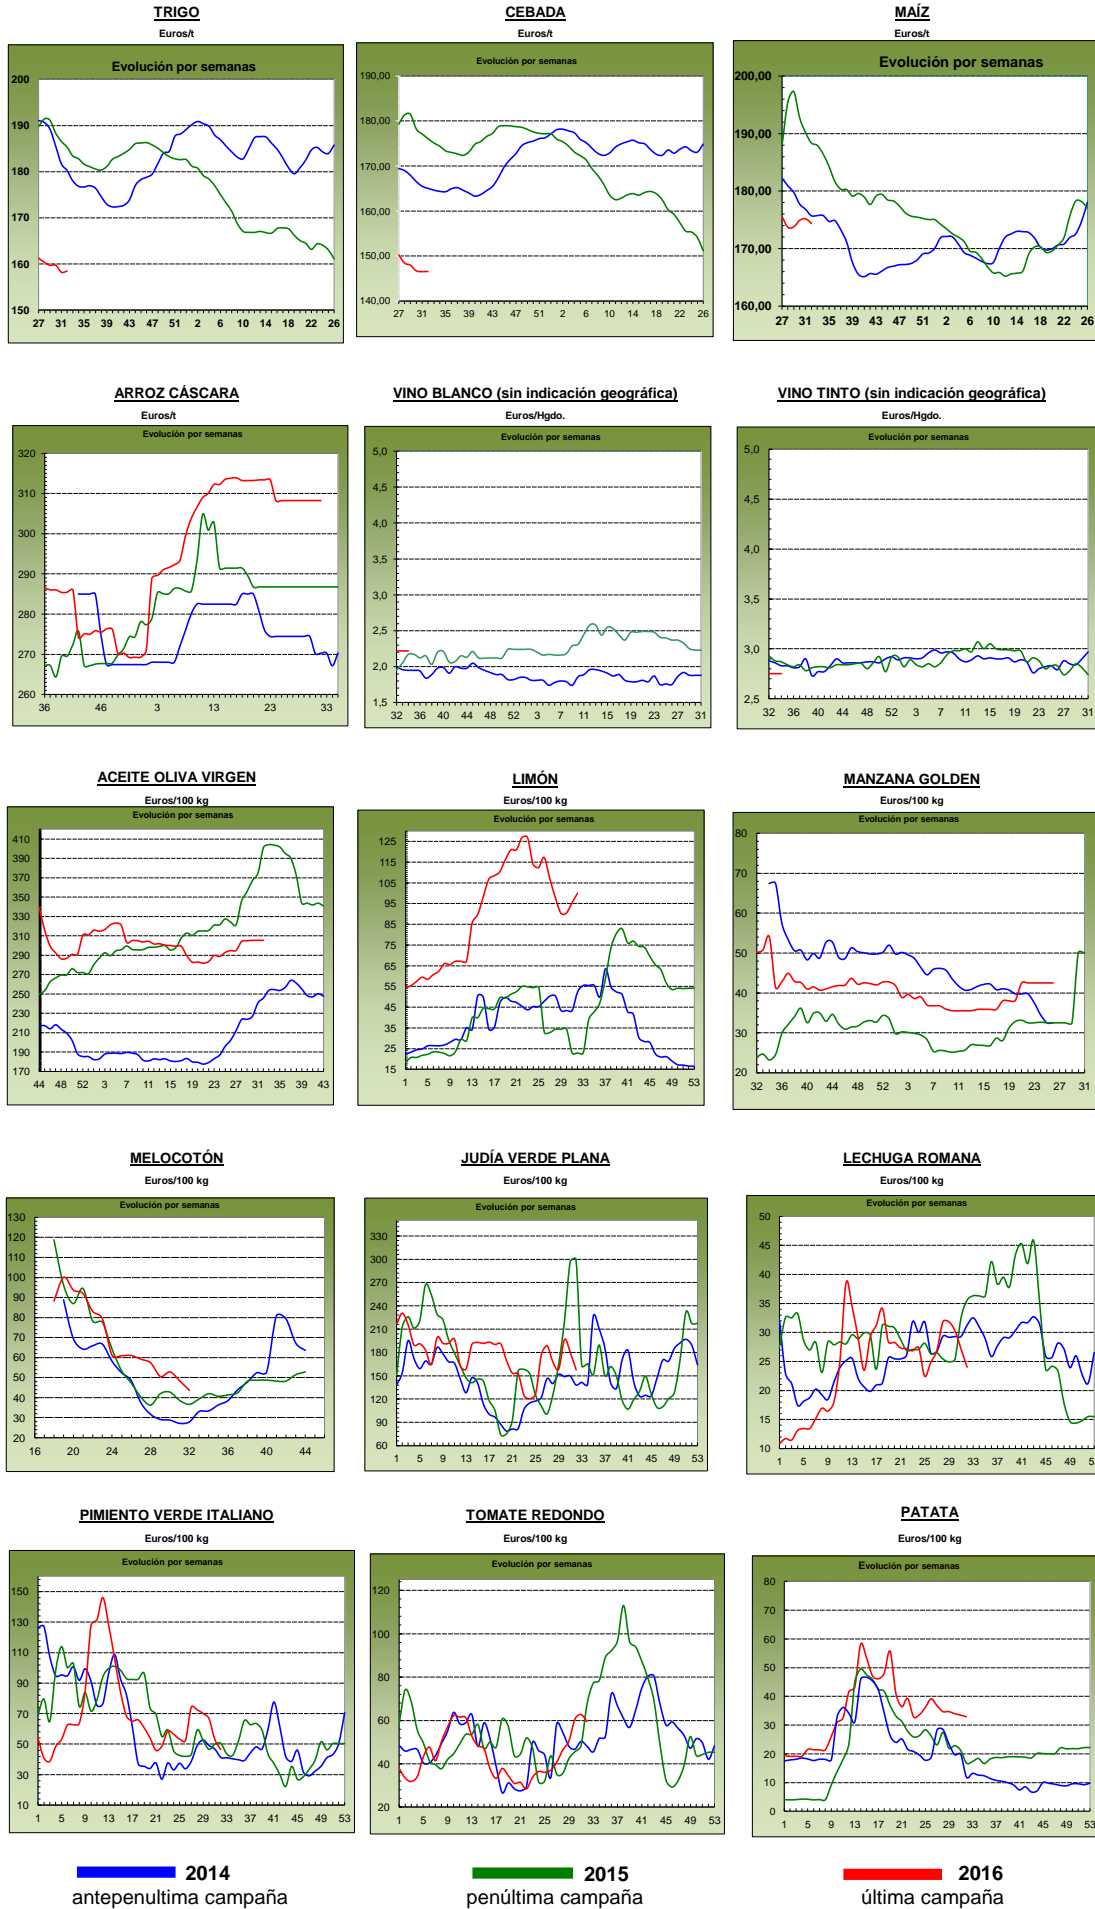 TRIGO
CEBADA
MAÍZ
Euros/t
Euros/t
Euros/t
Evolución por semanas
200
190
180
170
160
150
27 31 35 39 43 47 51 2 6 10 14 18 22 26
Evolución por semanas
190,00
180,00
170,00
160,00
150,00
140,00
27 31 35 39 43 47 51 2 6 10 14 18 22 26
Evolución por semanas
200,00
190,00
180,00
170,00
160,00
27 31 35 39 43 47 51 2 6 10 14 18 22 26
ARROZ CÁSCARA
VINO BLANCO (sin indicación geográfica)
VINO TINTO (sin indicación geográfica)
Euros/t
Euros/Hgdo.
Euros/Hgdo.
Evolución por semanas
320
310
300
290
280
270
260
36 46 3 13 23 33
Evolución por semanas
5,0
4,5
4,0
3,5
3,0
2,5
2,0
1,5
32 36 40 44 48 52 3 7 11 15 19 23 27 31
Evolución por semanas
5,0
4,5
4,0
3,5
3,0
2,5
32 36 40 44 48 52 3 7 11 15 19 23 27 31
ACEITE OLIVA VIRGEN
LIMÓN
MANZANA GOLDEN
Euros/100 kg
Euros/100 kg
Euros/100 kg
Evolución por semanas
410
390
370
350
330
310
290
270
250
230
210
190
170
44 48 52 3 7 11 15 19 23 27 31 35 39 43
Evolución por semanas
125
115
105
95
85
75
65
55
45
35
25
15
1 5 9 13 17 21 25 29 33 37 41 45 49 53
Evolución por semanas
80
70
60
50
40
30
20
32 36 40 44 48 52 3 7 11 15 19 23 27 31
MELOCOTÓN
JUDÍA VERDE PLANA
LECHUGA ROMANA
Euros/100 kg
Euros/100 kg
Euros/100 kg
Evolución por semanas
130
120
110
100
90
80
70
60
50
40
30
20
16 20 24 28 32 36 40 44
Evolución por semanas
330
300
270
240
210
180
150
120
90
60
1 5 9 13 17 21 25 29 33 37 41 45 49 53
Evolución por semanas
50
45
40
35
30
25
20
15
10
1 5 9 13 17 21 25 29 33 37 41 45 49
PIMIENTO VERDE ITALIANO
TOMATE REDONDO
PATATA
Euros/100 kg
Euros/100 kg
Euros/100 kg
Evolución por semanas
150
130
110
90
70
50
30
10
1 5 9 13 17 21 25 29 33 37 41 45 49 53
Evolución por semanas
120
100
80
60
40
20
1 5 9 13 17 21 25 29 33 37 41 45 49 53
Evolución por semanas
80
70
60
50
40
30
20
10
0
1 5 9 13 17 21 25 29 33 37 41 45 49 53
2014
antepenultima campaña
2015
penúltima campaña
2016
última campaña